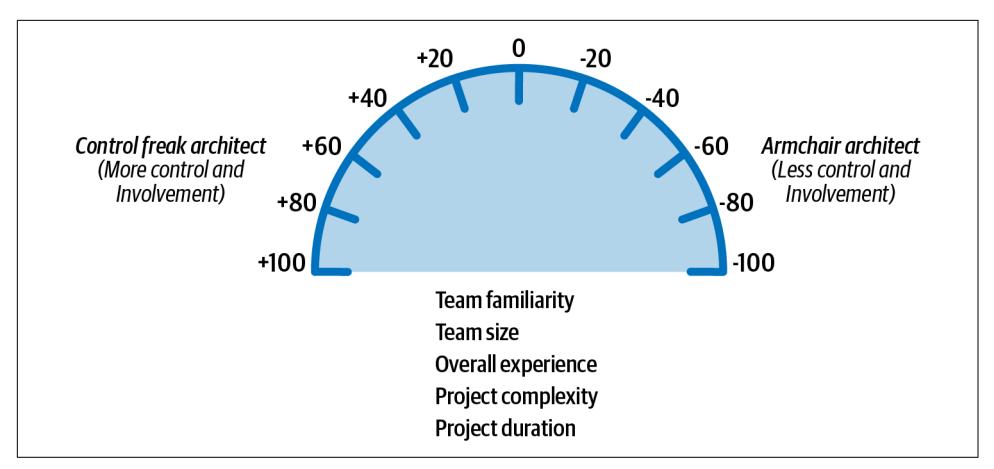 0
+20
-20
+40
-40
Control freak architect
(More control and
Involvement)
+60
-60
Armchair architect
(Less control and
Involvement)
+80
-80
+100
-100
Team familiarity
Team size
Overall experience
Project complexity
Project duration